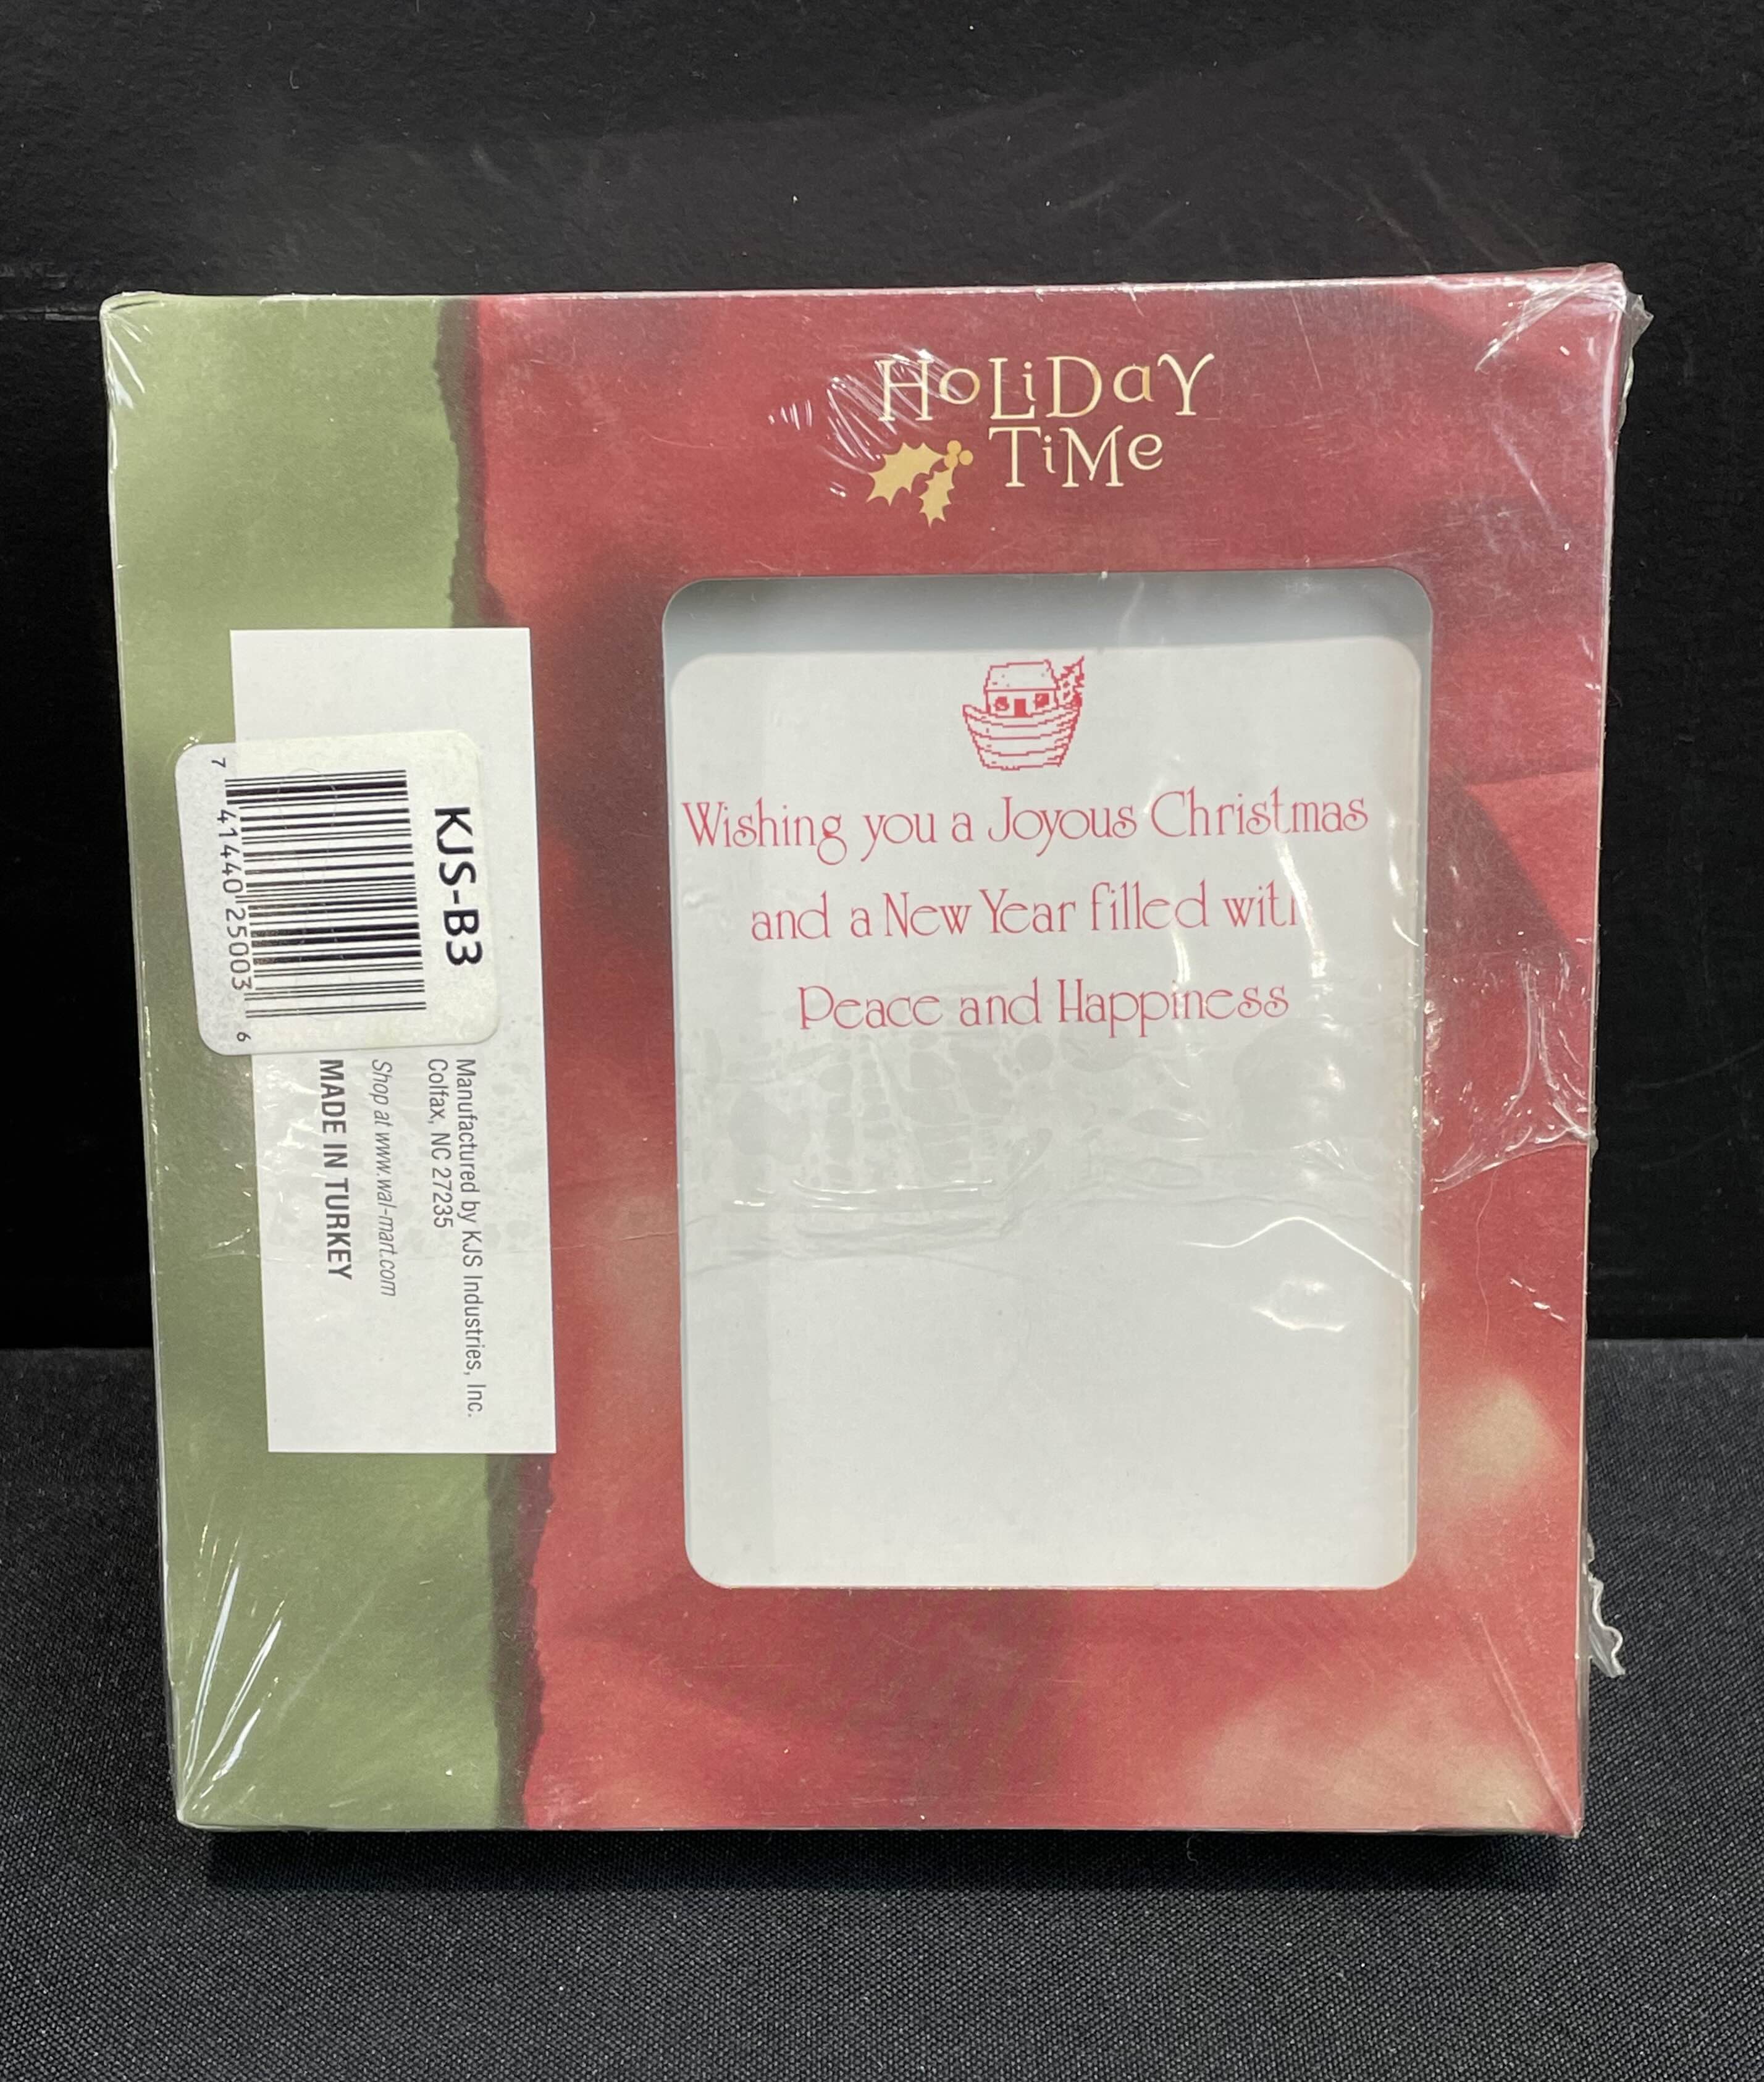 HoLiDaY
TiMe
Wishing you a Joyous Christmas
and a New Year filled with
Peace and Happiness
KJS-B3
7 41440 25003 6
Manufactured by KJS Industries, Inc.
Colfax, NC 27235
Shop at www.wal-mart.com
MADE IN TURKEY